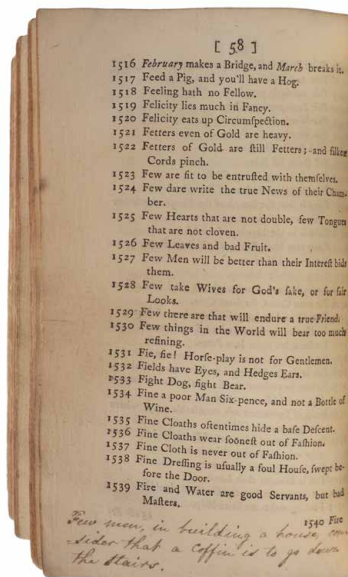 [ 58 ]
1516 February makes a Bridge, and March breaks it.
1517 Feed a Pig, and you'll have a Hog.
1518 Feeling hath no Fellow.
1519 Felicity lies much in Fancy.
1520 Felicity eats up Circumſpection.
1521 Fetters even of Gold are heavy.
1522 Fetters of Gold are ſtill Fetters; and ſilken
Cords pinch.
1523 Few are fit to be entruſted with themſelves.
1524 Few dare write the true News of their Cham-
ber.
1525 Few Hearts that are not double, few Tongues
that are not cloven.
1526 Few Leaves and bad Fruit.
1527 Few Men will be better than their Intereſt bids
them.
1528 Few take Wives for God's ſake, or for fair
Looks.
1529 Few there are that will endure a true Friend.
1530 Few things in the World will bear too much
refining.
1531 Fie, fie! Horſe-play is not for Gentlemen.
1532 Fields have Eyes, and Hedges Ears.
1533 Fight Dog, fight Bear.
1534 Fine a poor Man Six-pence, and not a Bottle of
Wine.
1535 Fine Cloaths oftentimes hide a baſe Deſcent.
1536 Fine Cloaths wear ſooneſt out of Faſhion.
1537 Fine Cloth is never out of Faſhion.
1538 Fine Dreſſing is uſually a foul Houſe, ſwept be-
fore the Door.
1539 Fire and Water are good Servants, but bad
Maſters.
1540 Fire
Few men, in building a house, con-
sider that a Coffin is to go down
the Stairs.